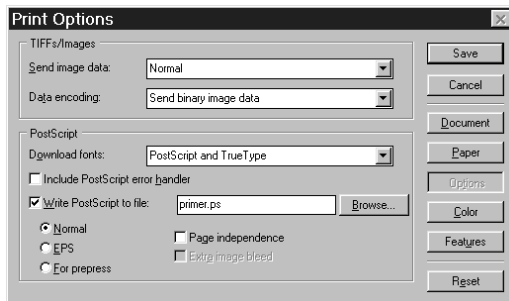 Print Options
TIFFs/Images
Send image data:
Normal
Data encoding:
Send binary image data
PostScript
Download fonts:
PostScript and TrueType
Include PostScript error handler
Write PostScript to file:
primer.ps
Browse...
Normal
EPS
For prepress
Page independence
Extra image bleed
Save
Cancel
Document
Paper
Options
Color
Features
Reset